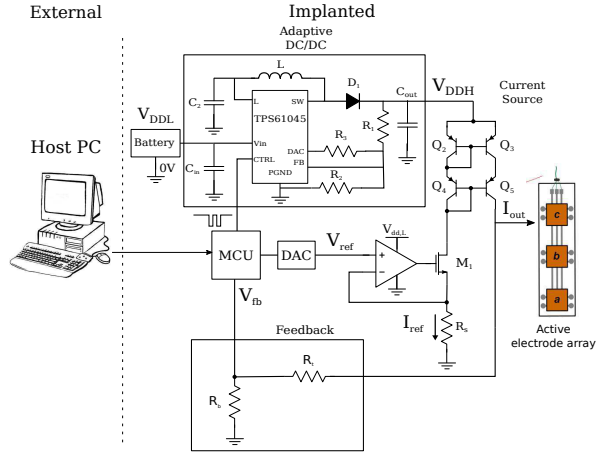 External
Implanted
Adaptive
DC/DC
L
D₁
Cout
VDDH
Current
Source
C₂
L
SW
TPS61045
R₁
VDDL
Battery
Vin
Q₂
Q₃
Host PC
0V
Cin
CTRL
DAC
FB
PGND
R₃
R₂
Q₄
Q₅
Iout
c
b
a
Active
electrode array
MCU
DAC
Vref
Vdd,L
+
−
M₁
Vfb
Iref
Rs
Feedback
Rt
Rb